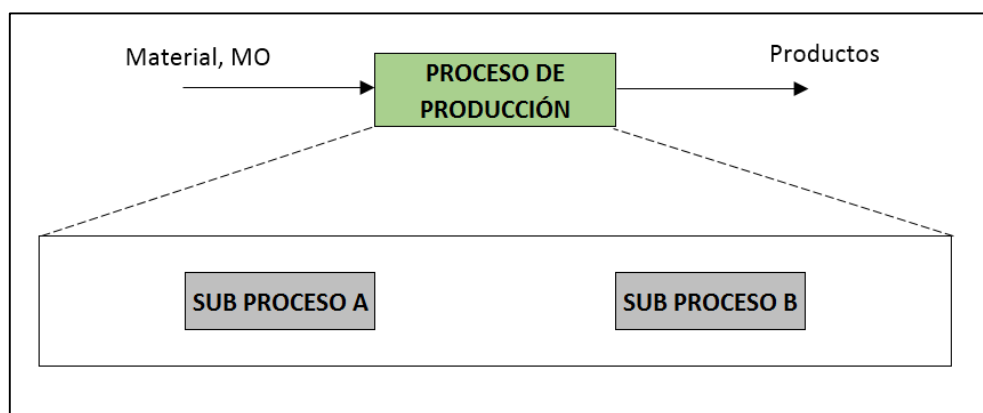 Material, MO
PROCESO DE
PRODUCCIÓN
Productos
SUB PROCESO A
SUB PROCESO B